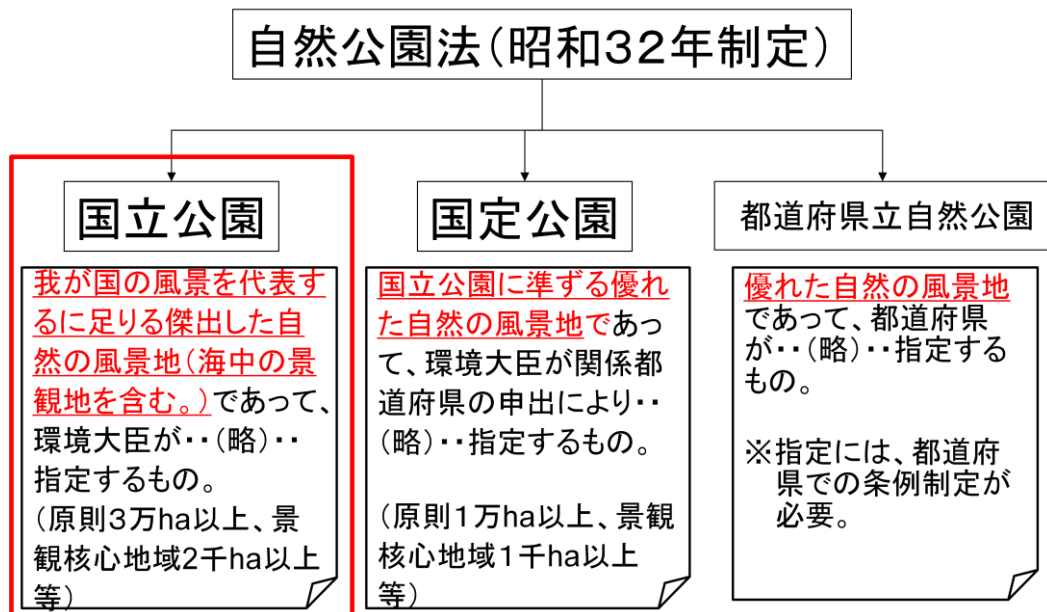 自然公園法(昭和32年制定)
国立公園
我が国の風景を代表す
るに足りる傑出した自
然の風景地(海中の景
観地を含む。)であって、
環境大臣が・・(略)・・
指定するもの。
(原則3万ha以上、景
観核心地域2千ha以上
等)
国定公園
国立公園に準ずる優れ
た自然の風景地であっ
て、環境大臣が関係都
道府県の申出により・・
(略)・・指定するもの。
(原則1万ha以上、景観
核心地域1千ha以上
等)
都道府県立自然公園
優れた自然の風景地
であって、都道府県
が・・(略)・・指定する
もの。
※指定には、都道府
県での条例制定が
必要。